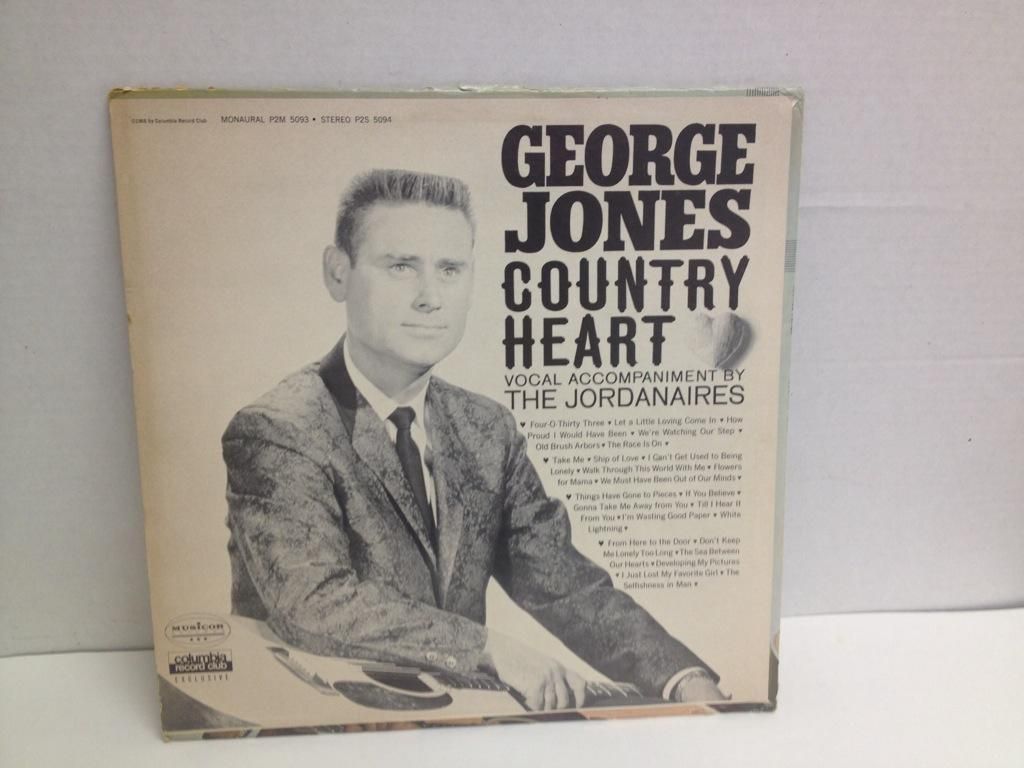 ©1966 by Columbia Record Club
MONAURAL P2M 5093 • STEREO P2S 5094
GEORGE
JONES
COUNTRY
HEART
VOCAL ACCOMPANIMENT BY
THE JORDANAIRES
♥ Four-O-Thirty Three ♥ Let a Little Loving Come In ♥ How
Proud I Would Have Been ♥ We're Watching Our Step ♥
Old Brush Arbors ♥ The Race Is On ♥
♥ Take Me ♥ Ship of Love ♥ I Can't Get Used to Being
Lonely ♥ Walk Through This World With Me ♥ Flowers
for Mama ♥ We Must Have Been Out of Our Minds ♥
♥ Things Have Gone to Pieces ♥ If You Believe ♥
Gonna Take Me Away from You ♥ Till I Hear It
From You ♥ I'm Wasting Good Paper ♥ White
Lightning ♥
♥ From Here to the Door ♥ Don't Keep
Me Lonely Too Long ♥ The Sea Between
Our Hearts ♥ Developing My Pictures
♥ I Just Lost My Favorite Girl ♥ The
Selfishness in Man ♥
MUSICOR
columbia
record club
EXCLUSIVE